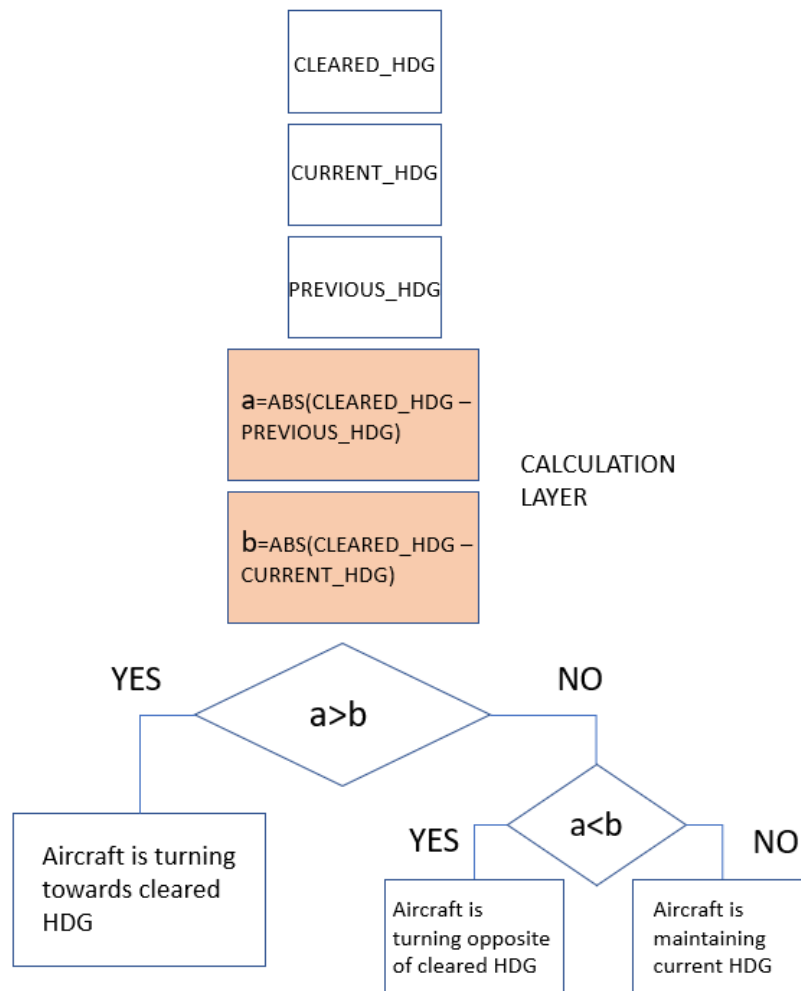 CLEARED_HDG
CURRENT_HDG
PREVIOUS_HDG
a=ABS(CLEARED_HDG –
PREVIOUS_HDG)
CALCULATION
LAYER
b=ABS(CLEARED_HDG –
CURRENT_HDG)
YES
NO
a>b
YES
a<b
NO
Aircraft is turning
towards cleared
HDG
Aircraft is
turning opposite
of cleared HDG
Aircraft is
maintaining
current HDG